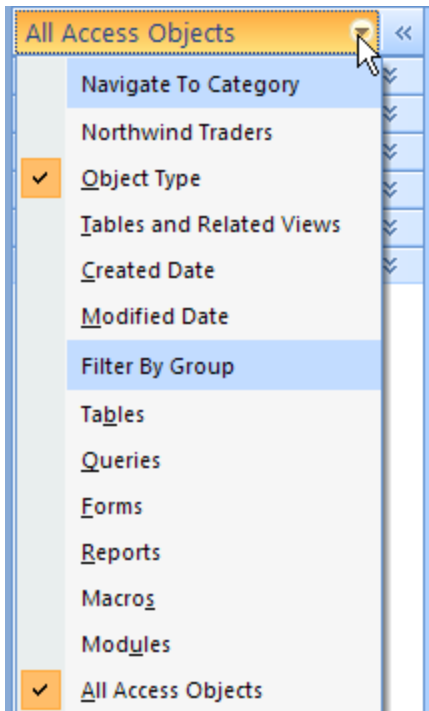 All Access Objects
Navigate To Category
Northwind Traders
Object Type
Tables and Related Views
Created Date
Modified Date
Filter By Group
Tables
Queries
Forms
Reports
Macros
Modules
All Access Objects